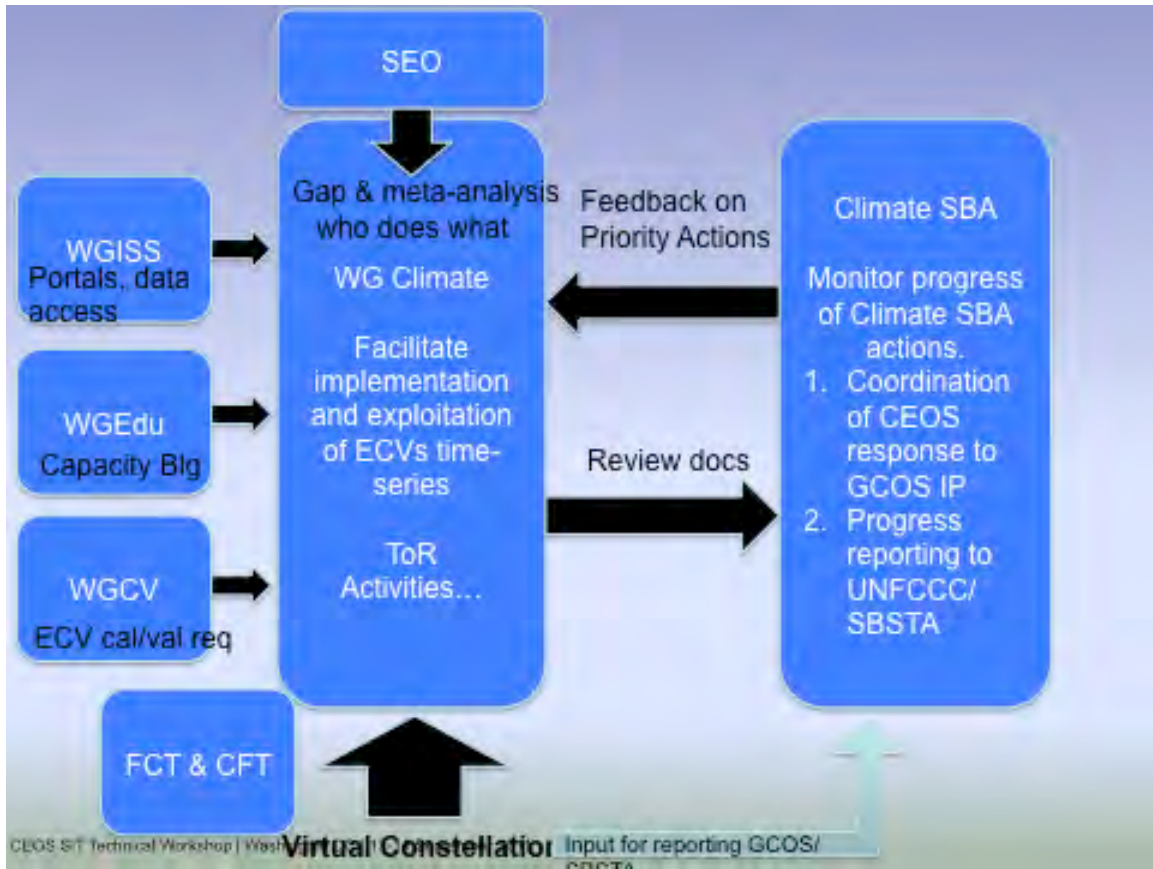 SEO
Gap & meta-analysis
who does what
WG Climate
Facilitate
implementation
and exploitation
of ECVs time-
series
ToR
Activities...
WGISS
Portals, data
access
WGEdu
Capacity Blg
WGCV
ECV cal/val req
FCT & CFT
Feedback on
Priority Actions
Review docs
Climate SBA
Monitor progress
of Climate SBA
actions.
1. Coordination
of CEOS
response to
GCOS IP
2. Progress
reporting to
UNFCCC/
SBSTA
CEOS SIT Technical Workshop |
Virtual Constellation
Input for reporting GCOS/
SBSTA